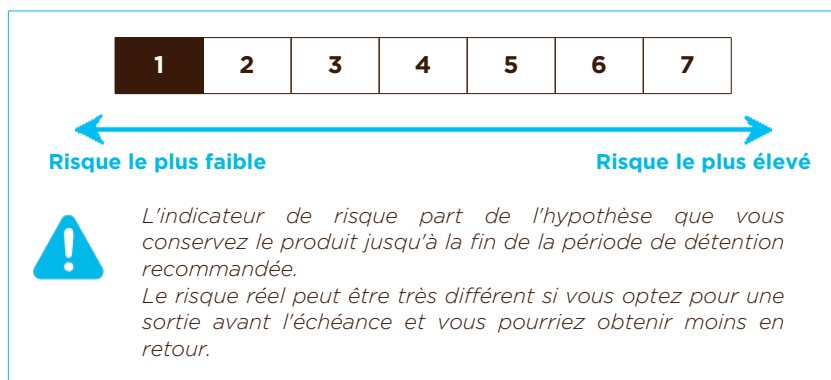 1 2 3 4 5 6 7
Risque le plus faible Risque le plus élevé
L'indicateur de risque part de l'hypothèse que vous
conservez le produit jusqu'à la fin de la période de détention
recommandée.
Le risque réel peut être très différent si vous optez pour une
sortie avant l'échéance et vous pourriez obtenir moins en
retour.